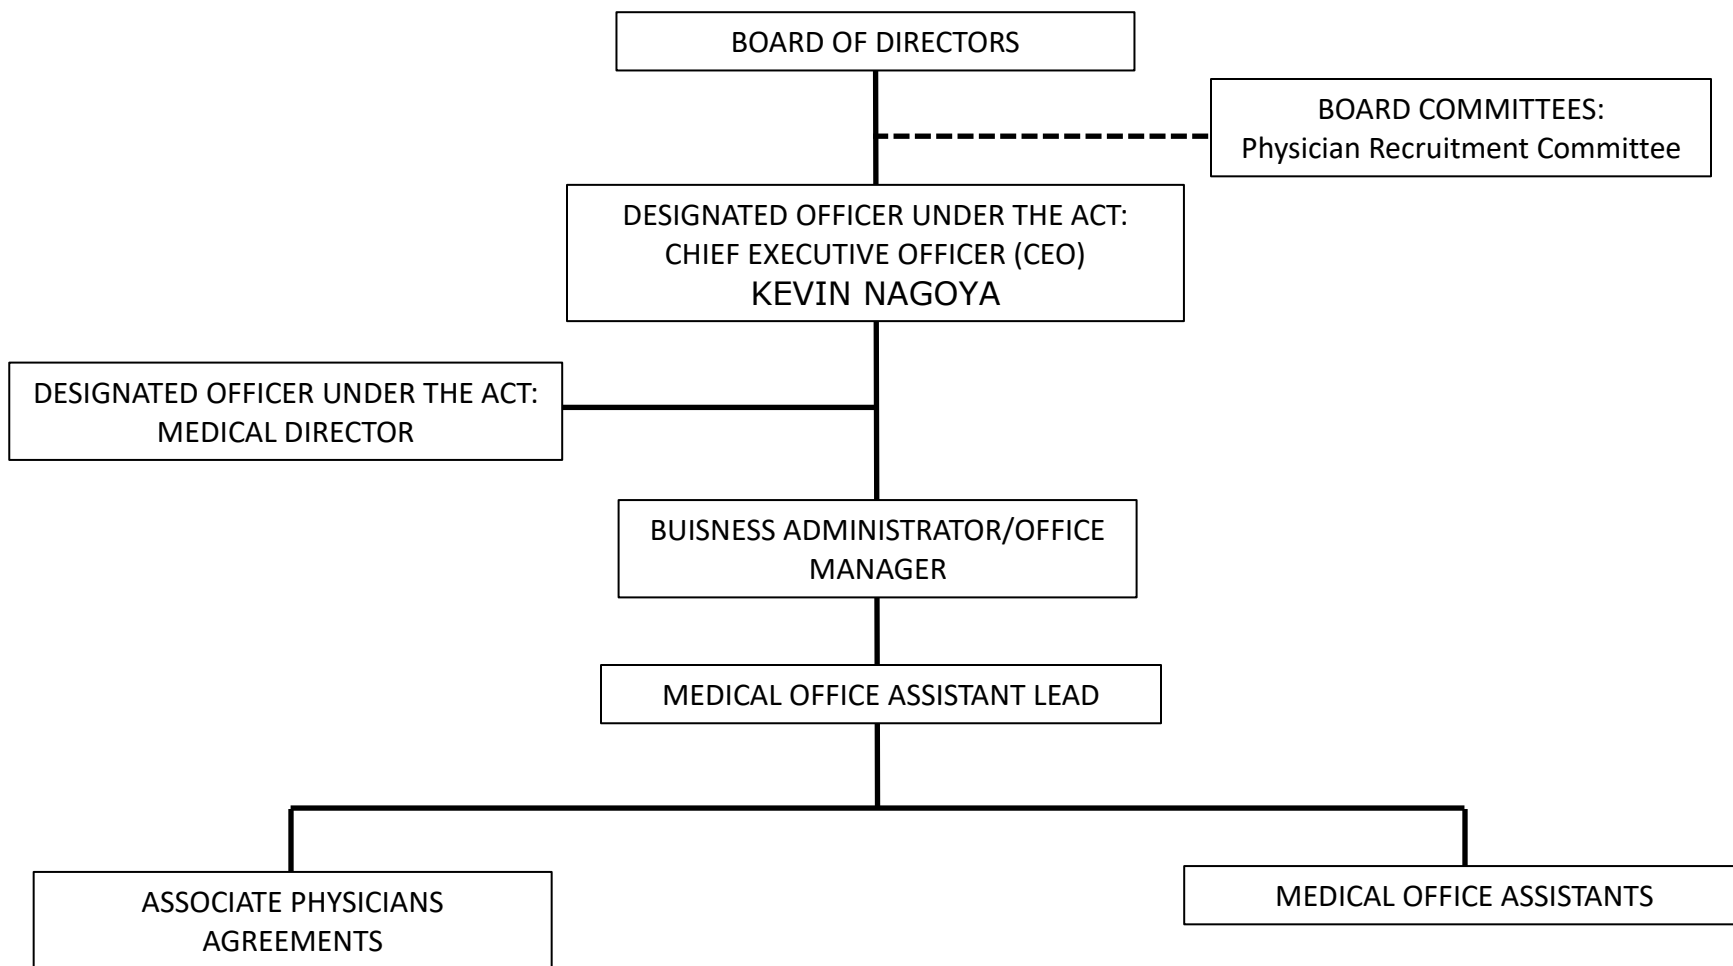 BOARD OF DIRECTORS
BOARD COMMITTEES:
Physician Recruitment Committee
DESIGNATED OFFICER UNDER THE ACT:
CHIEF EXECUTIVE OFFICER (CEO)
KEVIN NAGOYA
DESIGNATED OFFICER UNDER THE ACT:
MEDICAL DIRECTOR
BUISNESS ADMINISTRATOR/OFFICE
MANAGER
MEDICAL OFFICE ASSISTANT LEAD
ASSOCIATE PHYSICIANS
AGREEMENTS
MEDICAL OFFICE ASSISTANTS